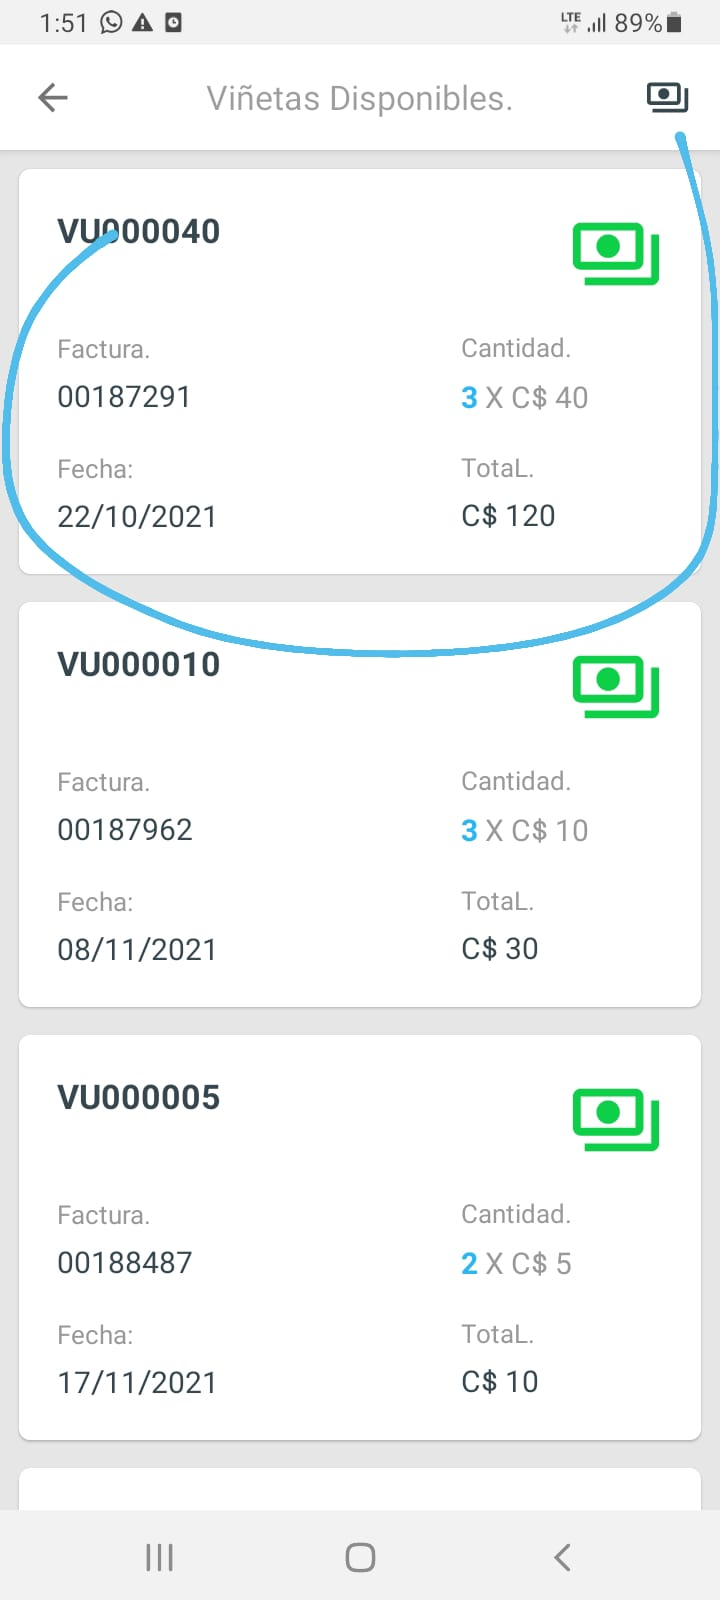 1:51
LTE 89%
Viñetas Disponibles.
VU000040
Factura. Cantidad.
00187291 3 X C$ 40
Fecha: TotaL.
22/10/2021 C$ 120
VU000010
Factura. Cantidad.
00187962 3 X C$ 10
Fecha: TotaL.
08/11/2021 C$ 30
VU000005
Factura. Cantidad.
00188487 2 X C$ 5
Fecha: TotaL.
17/11/2021 C$ 10